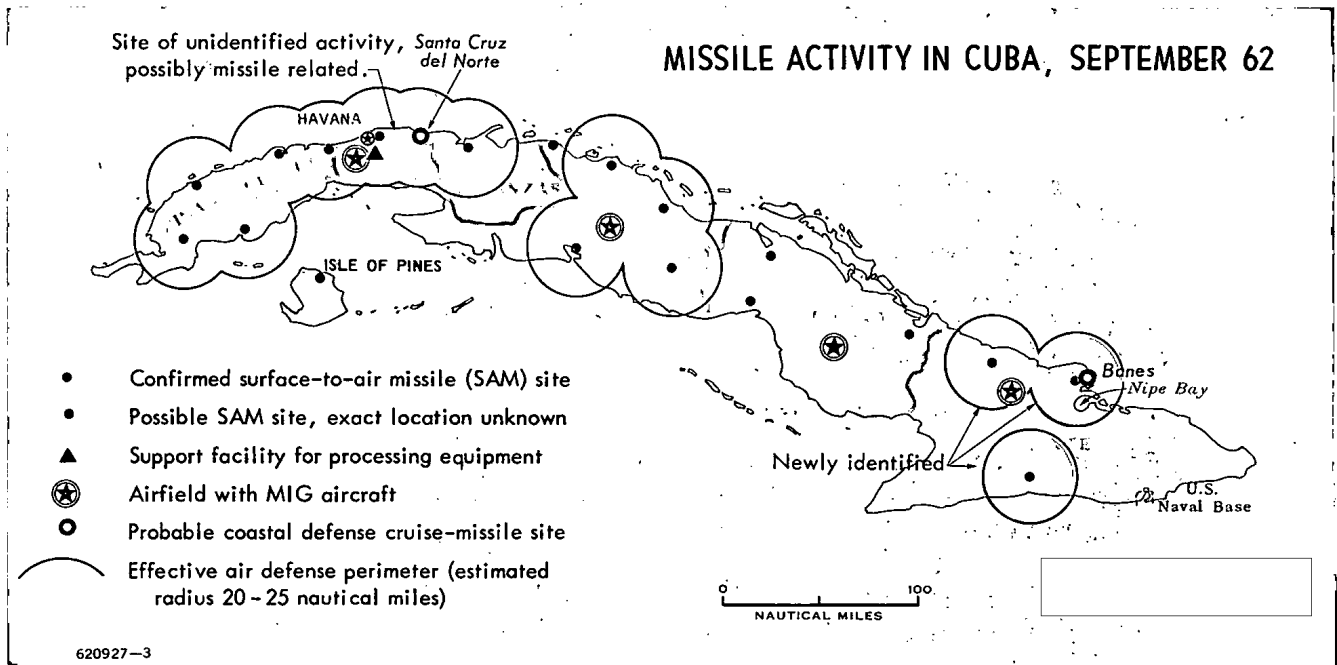 MISSILE ACTIVITY IN CUBA, SEPTEMBER 62
Site of unidentified activity,
possibly missile related.
Santa Cruz
del Norte
HAVANA
ISLE OF PINES
Banes
Nipe Bay
Newly identified
U.S.
Naval Base
Confirmed surface-to-air missile (SAM) site
Possible SAM site, exact location unknown
Support facility for processing equipment
Airfield with MIG aircraft
Probable coastal defense cruise-missile site
Effective air defense perimeter (estimated
radius 20-25 nautical miles)
0 100
NAUTICAL MILES
620927-3